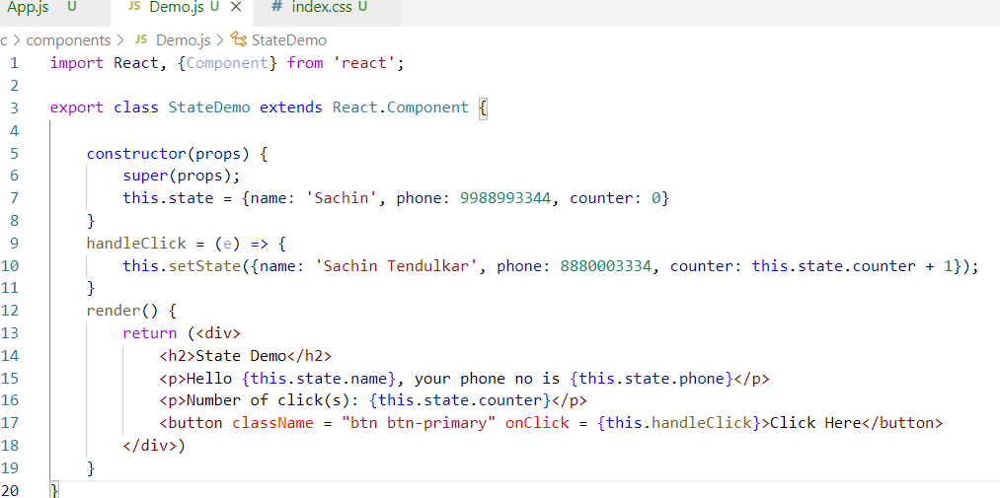 App.js U JS Demo.js U × # index.css U
c > components > JS Demo.js > StateDemo
1 import React, {Component} from 'react';
2
3 export class StateDemo extends React.Component {
4
5 constructor(props) {
6 super(props);
7 this.state = {name: 'Sachin', phone: 9988993344, counter: 0}
8 }
9 handleClick = (e) => {
10 this.setState({name: 'Sachin Tendulkar', phone: 8880003334, counter: this.state.counter + 1});
11 }
12 render() {
13 return (<div>
14 <h2>State Demo</h2>
15 <p>Hello {this.state.name}, your phone no is {this.state.phone}</p>
16 <p>Number of click(s): {this.state.counter}</p>
17 <button className = "btn btn-primary" onClick = {this.handleClick}>Click Here</button>
18 </div>)
19 }
20 }